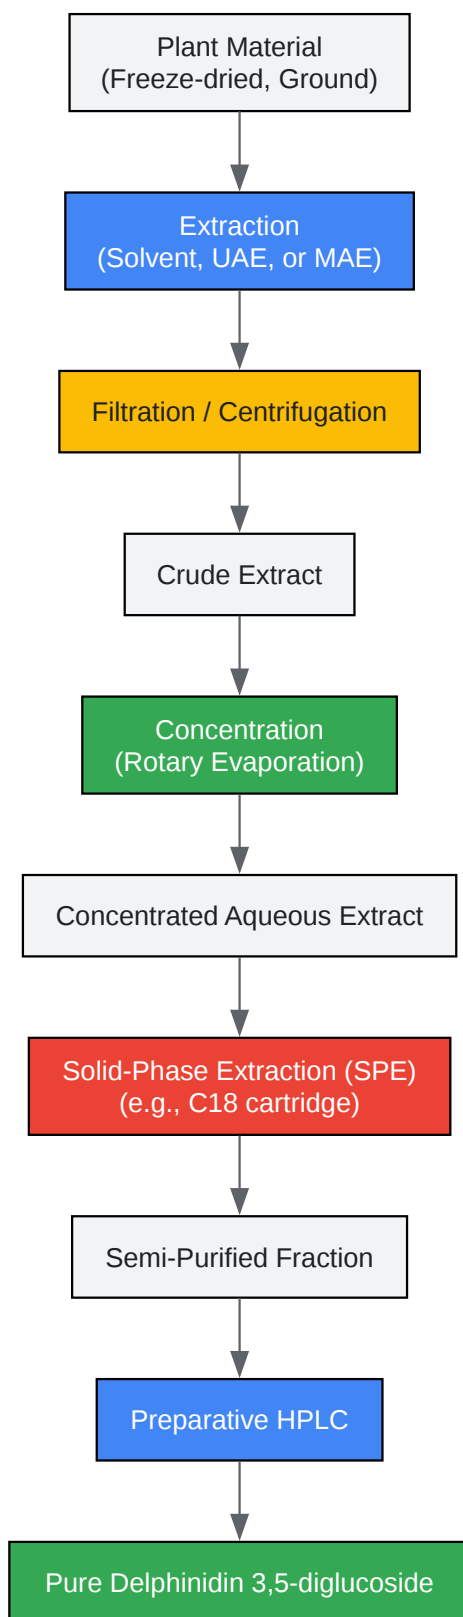 Plant Material
(Freeze-dried, Ground)
Extraction
(Solvent, UAE, or MAE)
Filtration / Centrifugation
Crude Extract
Concentration
(Rotary Evaporation)
Concentrated Aqueous Extract
Solid-Phase Extraction (SPE)
(e.g., C18 cartridge)
Semi-Purified Fraction
Preparative HPLC
Pure Delphinidin 3,5-diglucoside